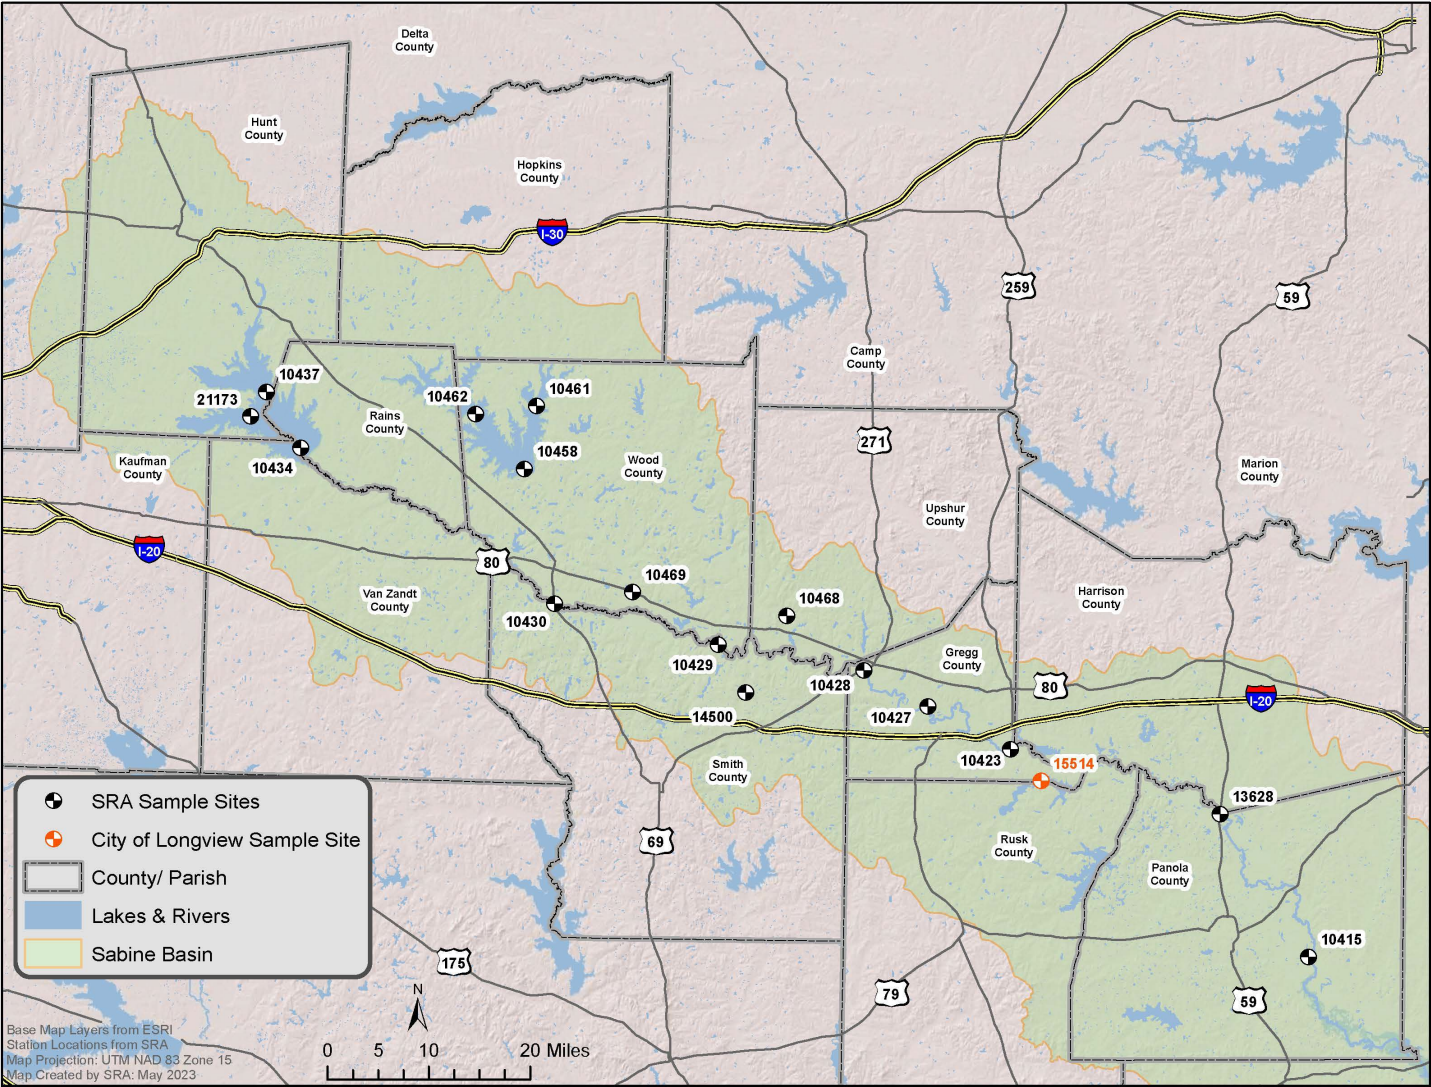 Delta
County
Hunt
County
Hopkins
County
I-30
259
59
Camp
County
10437
21173
10462
10461
Rains
County
271
10434
10458
Kaufman
County
Wood
County
Marion
County
Upshur
County
I-20
80
10469
Van Zandt
County
10430
10468
Harrison
County
10429
10428
Gregg
County
80
14500
10427
I-20
Smith
County
10423
15514
13628
69
Rusk
County
Panola
County
10415
175
79
59
SRA Sample Sites
City of Longview Sample Site
County/ Parish
Lakes & Rivers
Sabine Basin
N
0 5 10 20 Miles
Base Map Layers from ESRI
Station Locations from SRA
Map Projection: UTM NAD 83 Zone 15
Map Created by SRA: May 2023